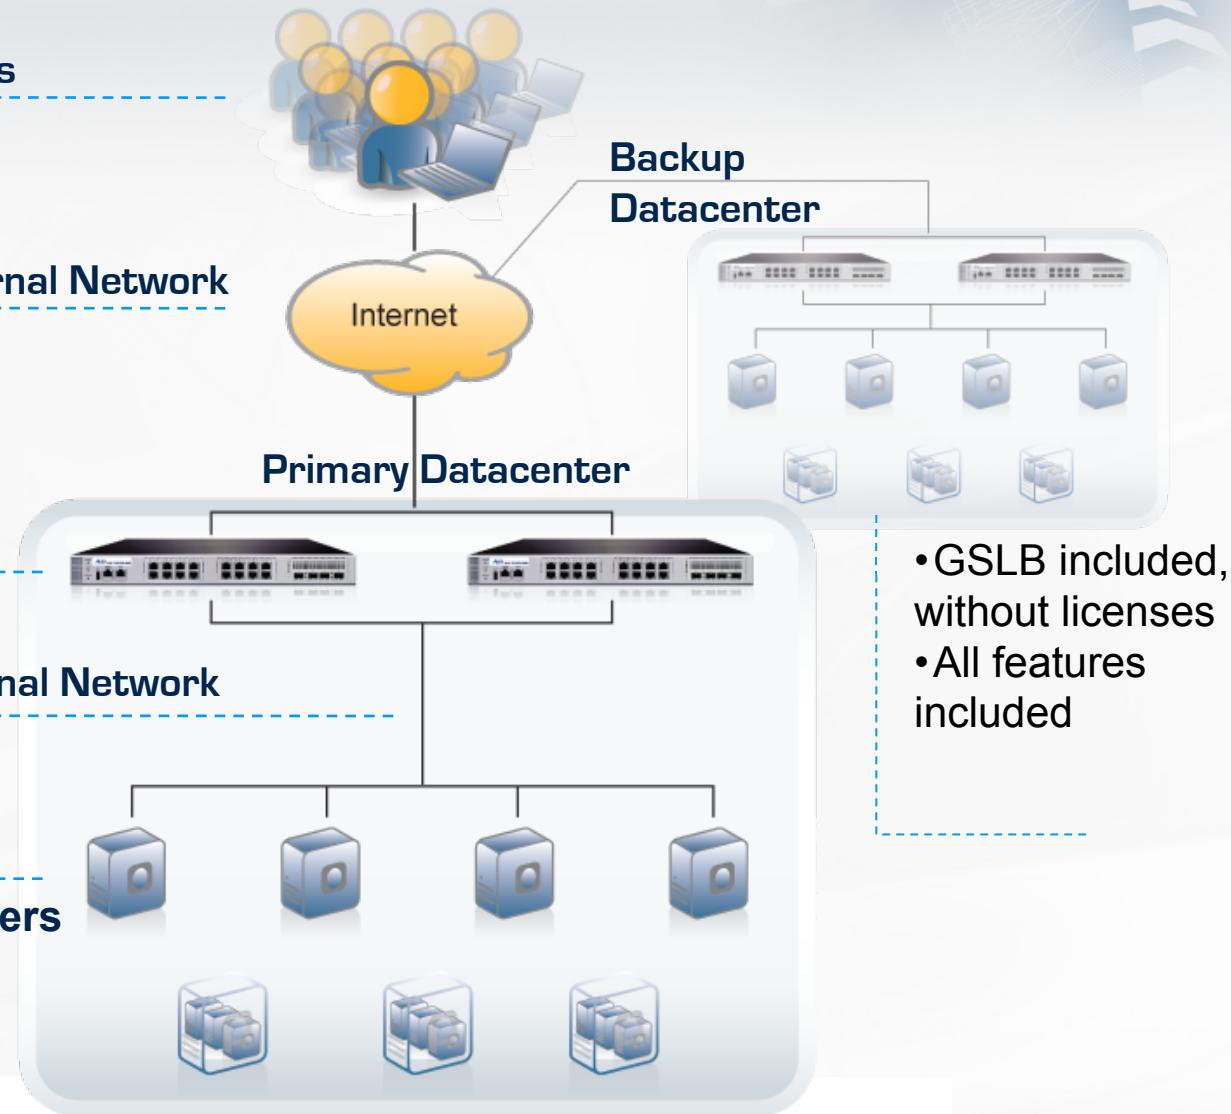 s
Backup
Datacenter
rnal Network
Internet
Primary Datacenter
•GSLB included,
without licenses
•All features
included
nal Network
ers